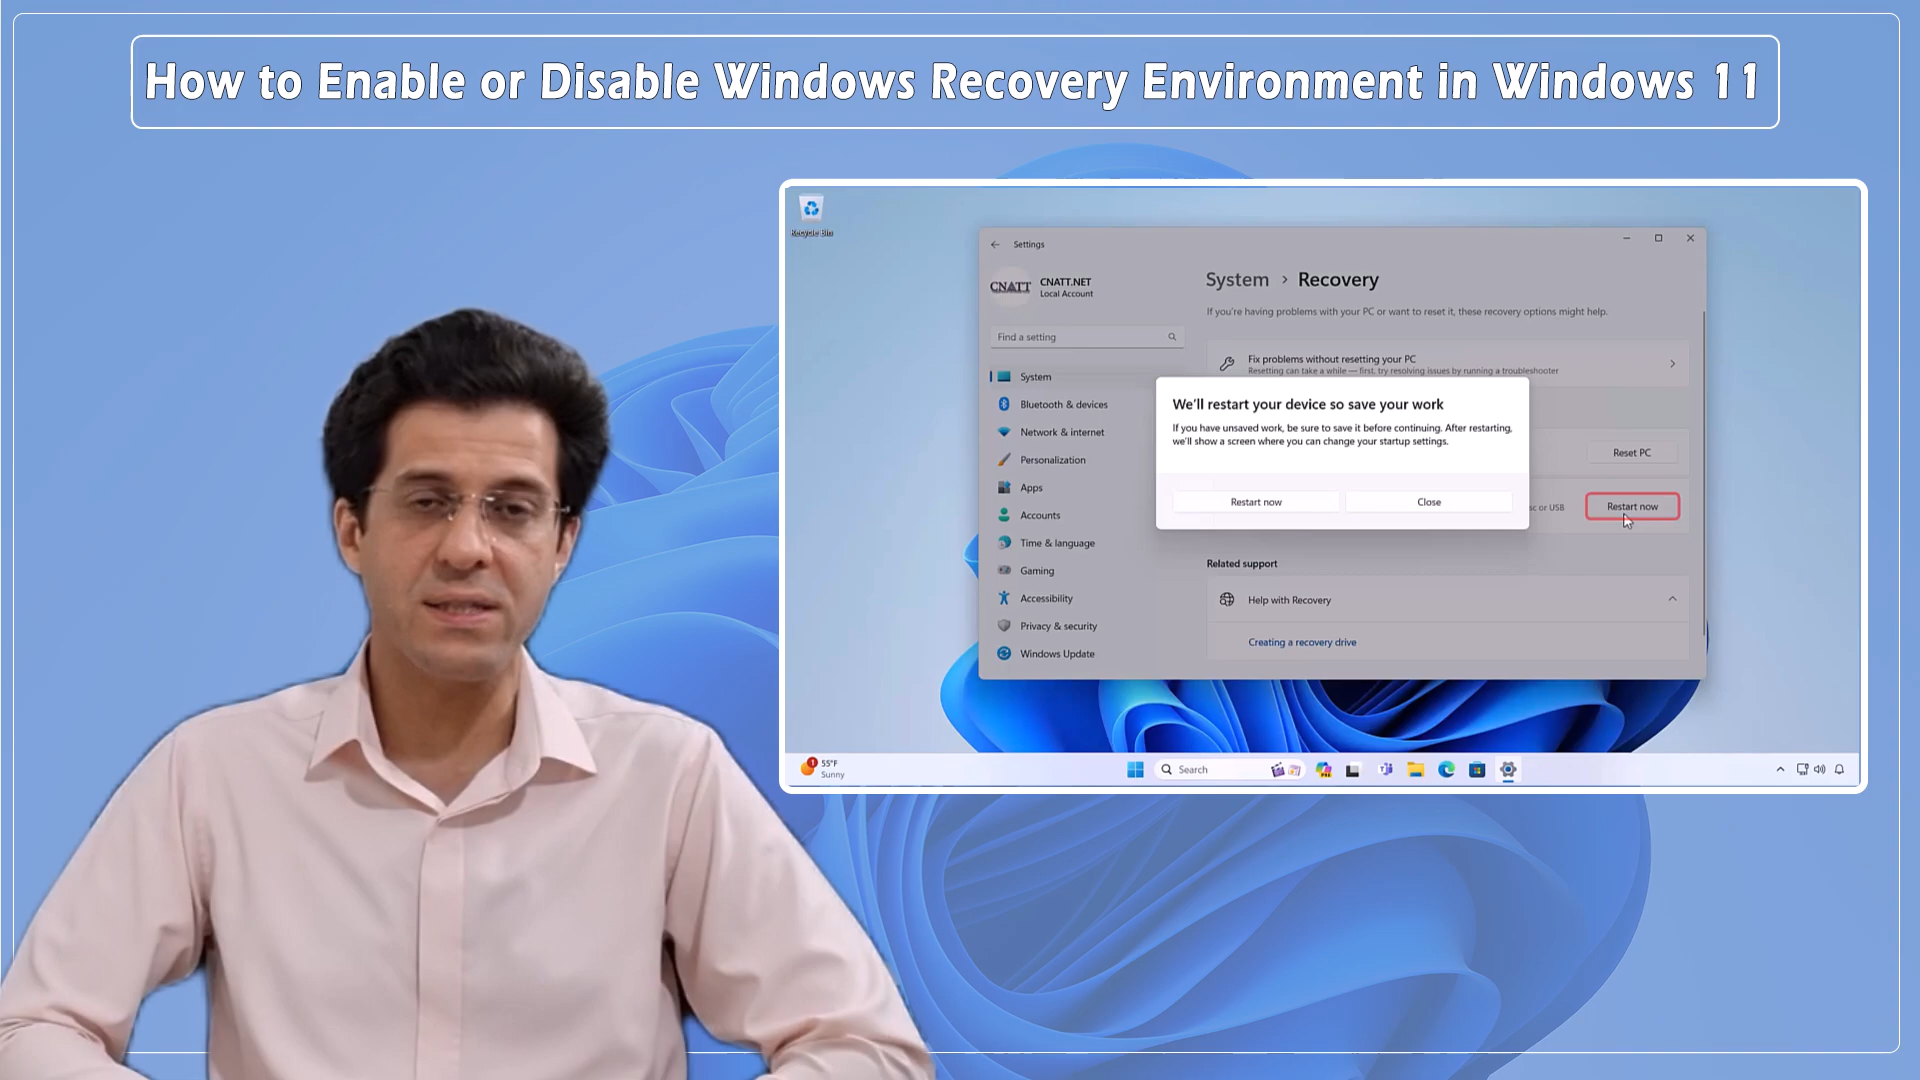 How to Enable or Disable Windows Recovery Environment in Windows 11
Recycle Bin
Settings
CNATT
CNATT.NET
Local Account
Find a setting
System
Bluetooth & devices
Network & internet
Personalization
Apps
Accounts
Time & language
Gaming
Accessibility
Privacy & security
Windows Update
System > Recovery
If you're having problems with your PC or want to reset it, these recovery options might help.
Fix problems without resetting your PC
Resetting can take a while — first, try resolving issues by running a troubleshooter
We'll restart your device so save your work
If you have unsaved work, be sure to save it before continuing. After restarting,
we'll show a screen where you can change your startup settings.
Restart now
Close
Reset PC
or USB
Restart now
Related support
Help with Recovery
Creating a recovery drive
1
55°F
Sunny
Search